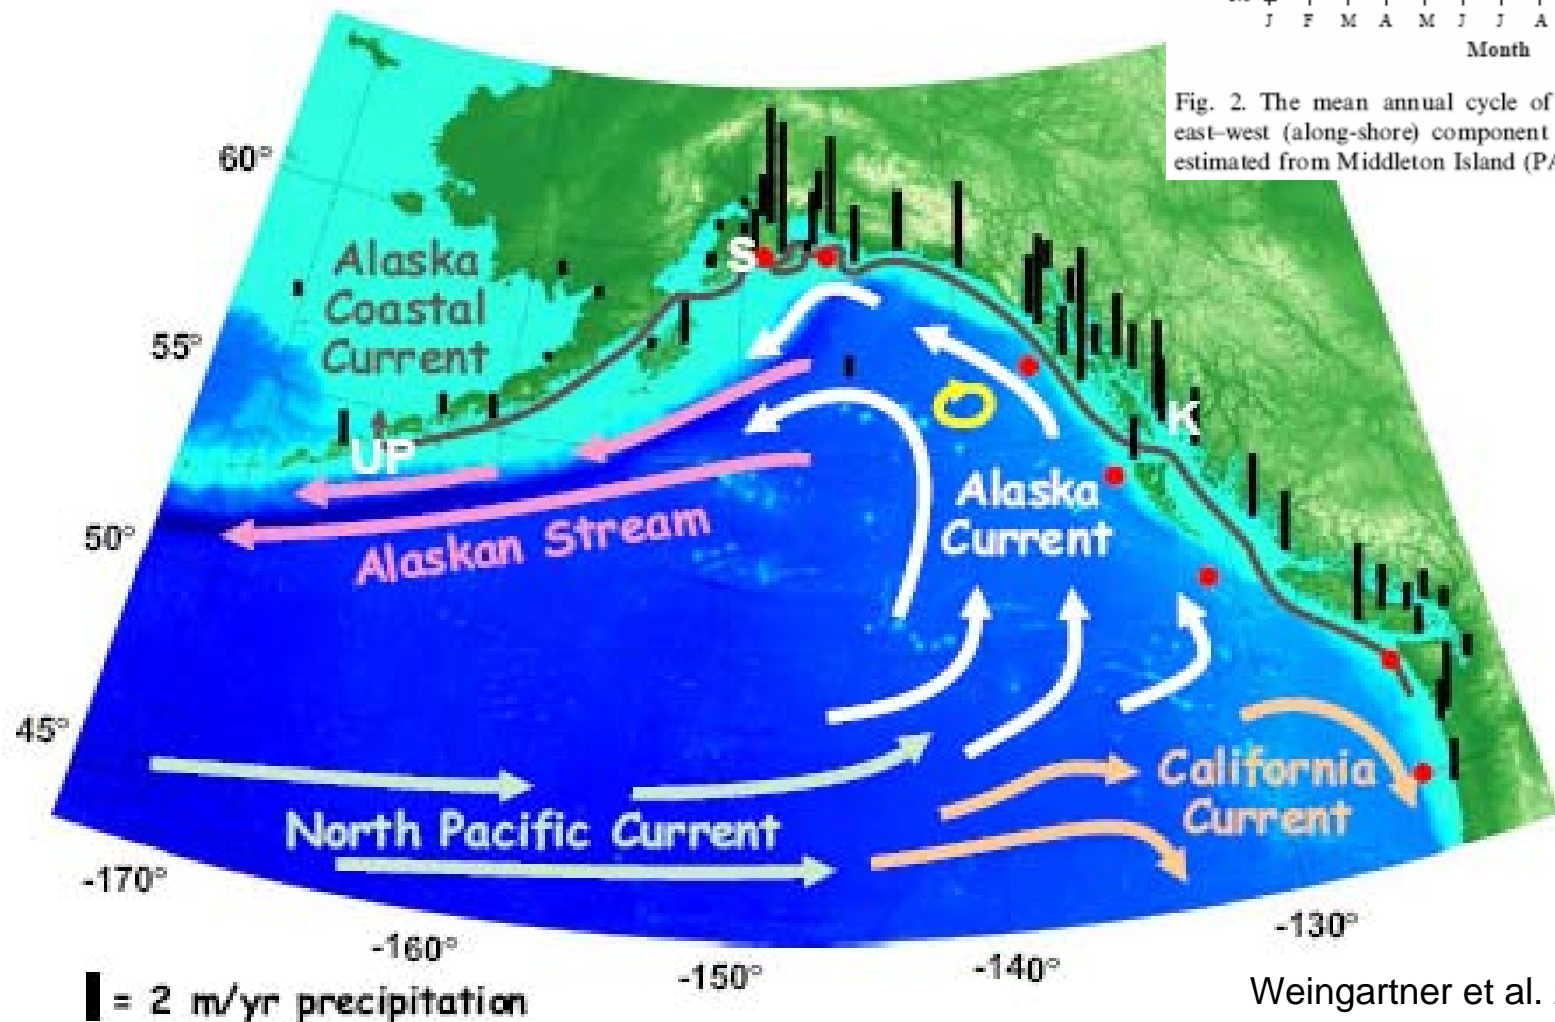 J F M A M J J A
Month
Fig. 2. The mean annual cycle of
east–west (along-shore) component
estimated from Middleton Island (PA
60°
Alaska
Coastal
Current
S
55°
K
UP
Alaska
Current
50°
Alaskan Stream
45°
California
Current
North Pacific Current
-170°
-160°
-150°
-140°
-130°
= 2 m/yr precipitation
Weingartner et al.